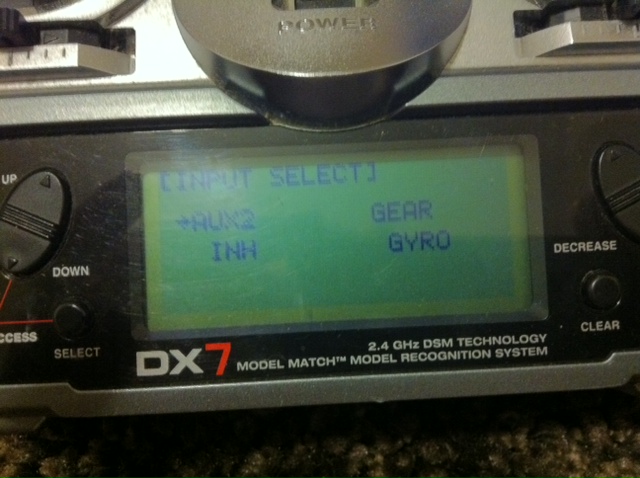 POWER
[INPUT SELECT]
→AUX2 GEAR
INH GYRO
UP
DOWN
ACCESS
SELECT
DECREASE
CLEAR
2.4 GHz DSM TECHNOLOGY
DX7 MODEL MATCH™ MODEL RECOGNITION SYSTEM